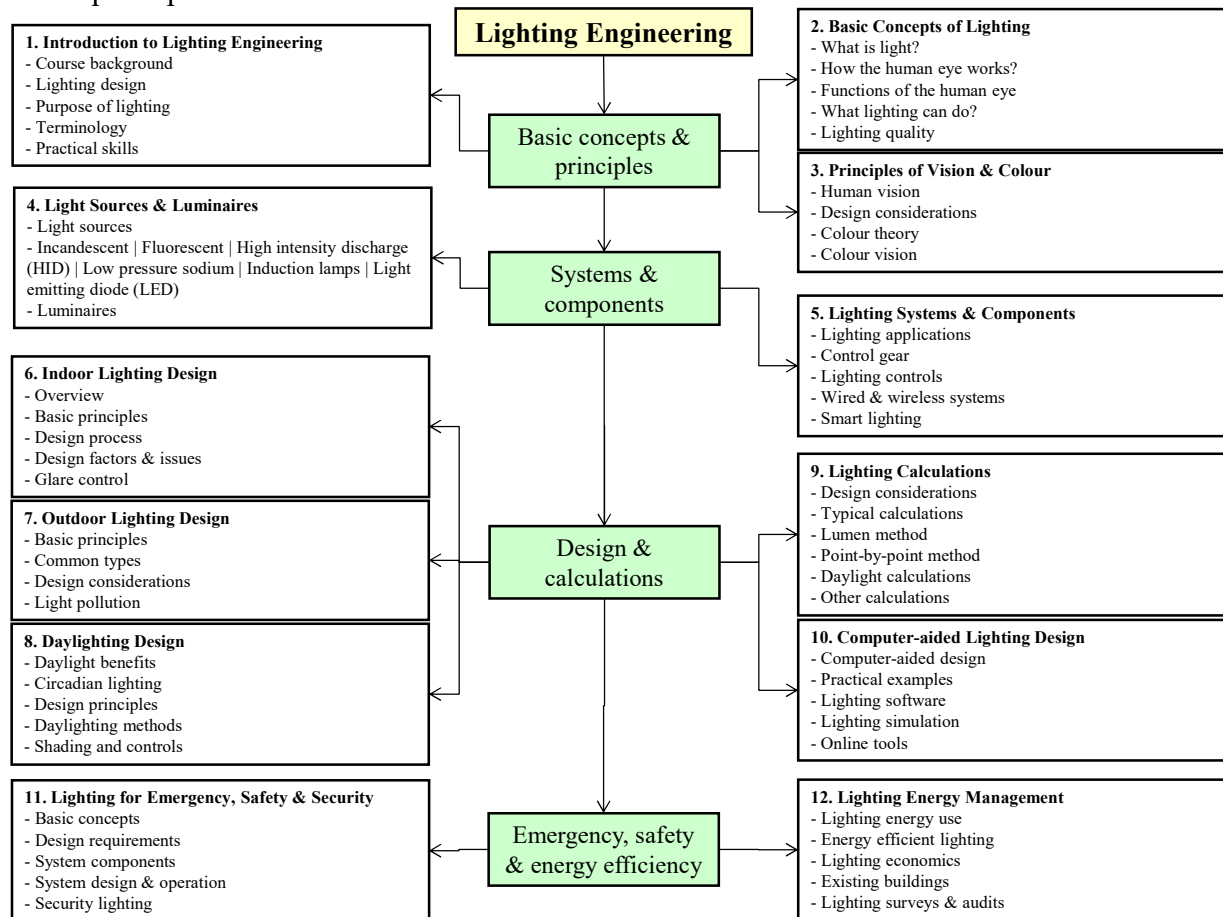 Lighting Engineering
1. Introduction to Lighting Engineering
- Course background
- Lighting design
- Purpose of lighting
- Terminology
- Practical skills
Basic concepts &
principles
2. Basic Concepts of Lighting
- What is light?
- How the human eye works?
- Functions of the human eye
- What lighting can do?
- Lighting quality
3. Principles of Vision & Colour
- Human vision
- Design considerations
- Colour theory
- Colour vision
4. Light Sources & Luminaires
- Light sources
- Incandescent | Fluorescent | High intensity discharge
(HID) | Low pressure sodium | Induction lamps | Light
emitting diode (LED)
- Luminaires
Systems &
components
5. Lighting Systems & Components
- Lighting applications
- Control gear
- Lighting controls
- Wired & wireless systems
- Smart lighting
6. Indoor Lighting Design
- Overview
- Basic principles
- Design process
- Design factors & issues
- Glare control
7. Outdoor Lighting Design
- Basic principles
- Common types
- Design considerations
- Light pollution
8. Daylighting Design
- Daylight benefits
- Circadian lighting
- Design principles
- Daylighting methods
- Shading and controls
Design &
calculations
9. Lighting Calculations
- Design considerations
- Typical calculations
- Lumen method
- Point-by-point method
- Daylight calculations
- Other calculations
10. Computer-aided Lighting Design
- Computer-aided design
- Practical examples
- Lighting software
- Lighting simulation
- Online tools
11. Lighting for Emergency, Safety & Security
- Basic concepts
- Design requirements
- System components
- System design & operation
- Security lighting
Emergency, safety
& energy efficiency
12. Lighting Energy Management
- Lighting energy use
- Energy efficient lighting
- Lighting economics
- Existing buildings
- Lighting surveys & audits